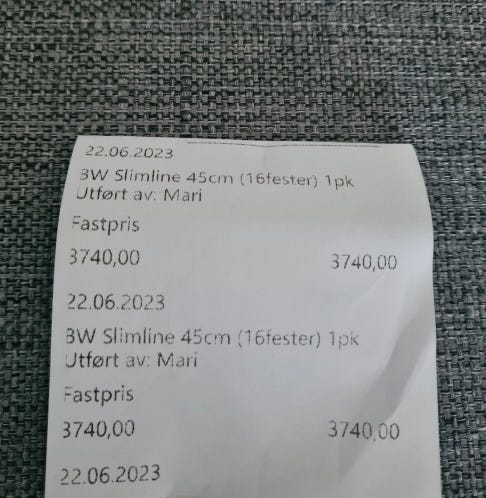 22.06.2023
BW Slimline 45cm (16fester) 1pk
Utført av: Mari
Fastpris
3740,00 3740,00
22.06.2023
BW Slimline 45cm (16fester) 1pk
Utført av: Mari
Fastpris
3740,00 3740,00
22.06.2023